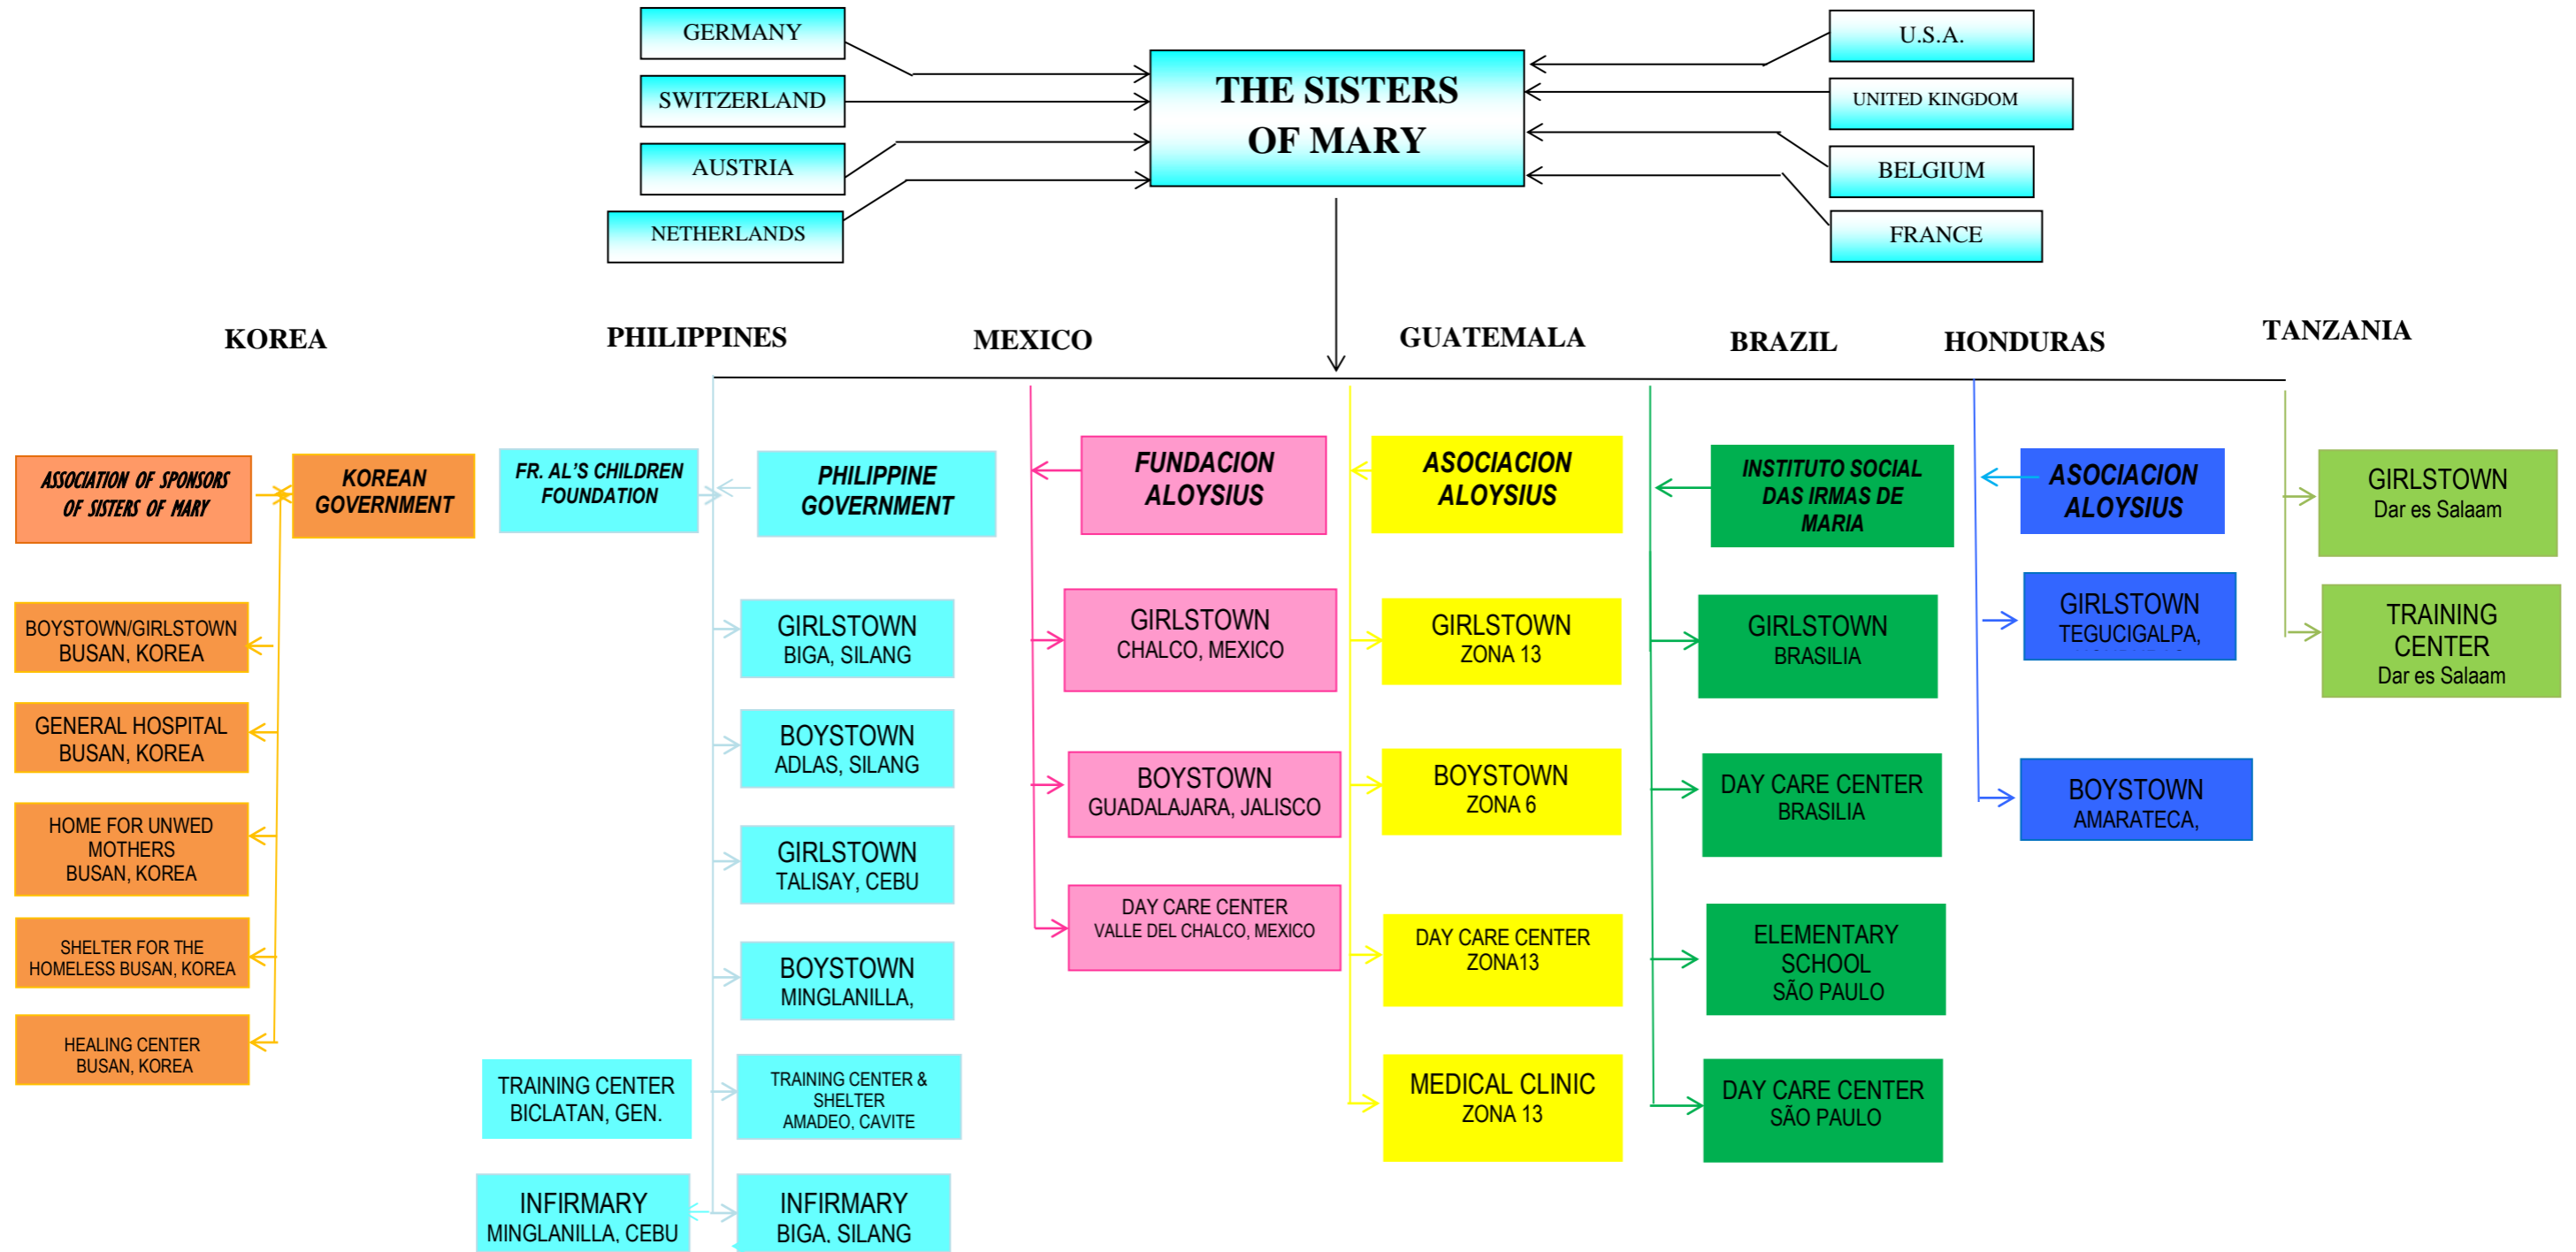 GERMANY
SWITZERLAND
AUSTRIA
NETHERLANDS
THE SISTERS
OF MARY
U.S.A.
UNITED KINGDOM
BELGIUM
FRANCE
KOREA
PHILIPPINES
MEXICO
GUATEMALA
BRAZIL
HONDURAS
TANZANIA
ASSOCIATION OF SPONSORS
OF SISTERS OF MARY
KOREAN
GOVERNMENT
BOYSTOWN/GIRLSTOWN
BUSAN, KOREA
GENERAL HOSPITAL
BUSAN, KOREA
HOME FOR UNWED
MOTHERS
BUSAN, KOREA
SHELTER FOR THE
HOMELESS BUSAN, KOREA
HEALING CENTER
BUSAN, KOREA
FR. AL'S CHILDREN
FOUNDATION
PHILIPPINE
GOVERNMENT
GIRLSTOWN
BIGA, SILANG
BOYSTOWN
ADLAS, SILANG
GIRLSTOWN
TALISAY, CEBU
BOYSTOWN
MINGLANILLA,
TRAINING CENTER
BICLATAN, GEN.
TRAINING CENTER &
SHELTER
AMADEO, CAVITE
INFIRMARY
MINGLANILLA, CEBU
INFIRMARY
BIGA, SILANG
FUNDACION
ALOYSIUS
GIRLSTOWN
CHALCO, MEXICO
BOYSTOWN
GUADALAJARA, JALISCO
DAY CARE CENTER
VALLE DEL CHALCO, MEXICO
ASOCIACION
ALOYSIUS
GIRLSTOWN
ZONA 13
BOYSTOWN
ZONA 6
DAY CARE CENTER
ZONA13
MEDICAL CLINIC
ZONA 13
INSTITUTO SOCIAL
DAS IRMAS DE
MARIA
GIRLSTOWN
BRASILIA
DAY CARE CENTER
BRASILIA
ELEMENTARY
SCHOOL
SÃO PAULO
DAY CARE CENTER
SÃO PAULO
ASOCIACION
ALOYSIUS
GIRLSTOWN
TEGUCIGALPA,
BOYSTOWN
AMARATECA,
GIRLSTOWN
Dar es Salaam
TRAINING
CENTER
Dar es Salaam